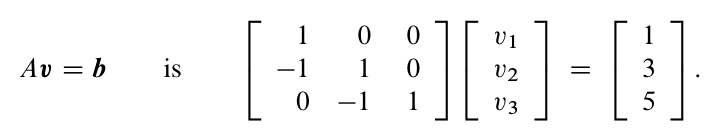 Av = b is [ 1 0 0 ] [ v₁ ] = [ 1 ]
[ −1 1 0 ] [ v₂ ] [ 3 ]
[ 0 −1 1 ] [ v₃ ] [ 5 ] .